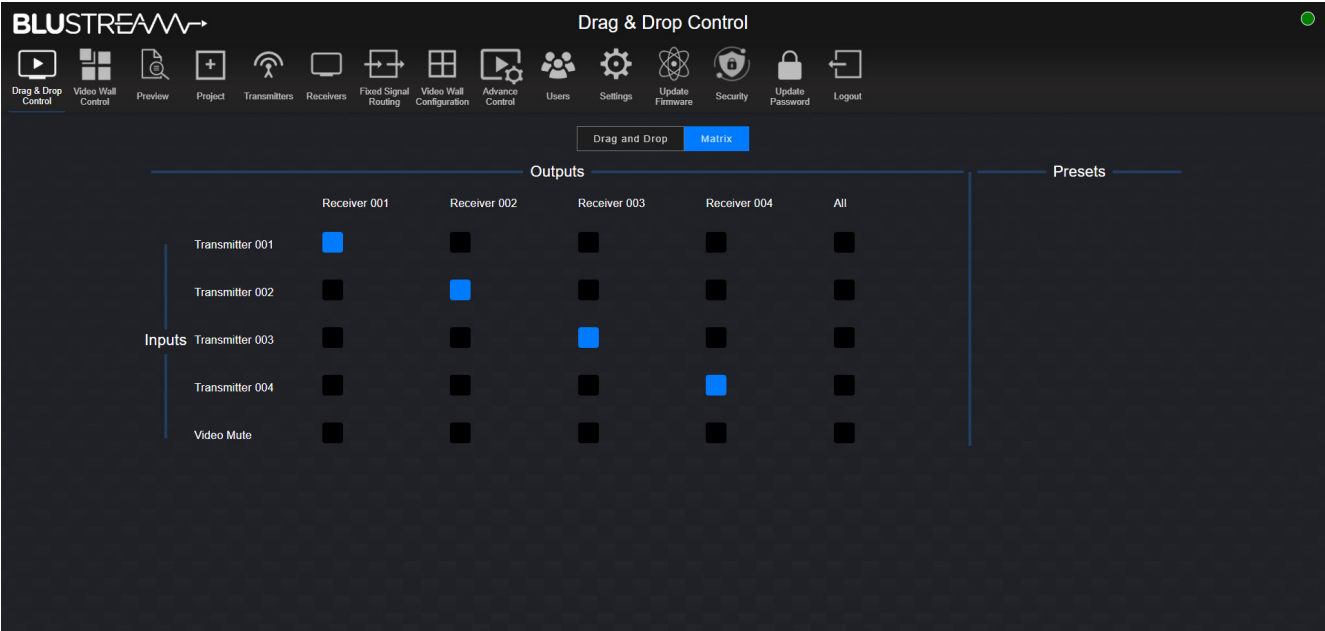 BLUSTREAM
Drag & Drop Control
Drag & Drop
Control
Video Wall
Control
Preview
Project
Transmitters
Receivers
Fixed Signal
Routing
Video Wall
Configuration
Advance
Control
Users
Settings
Update
Firmware
Security
Update
Password
Logout
Drag and Drop
Matrix
Outputs
Presets
Receiver 001
Receiver 002
Receiver 003
Receiver 004
All
Inputs
Transmitter 001
Transmitter 002
Transmitter 003
Transmitter 004
Video Mute